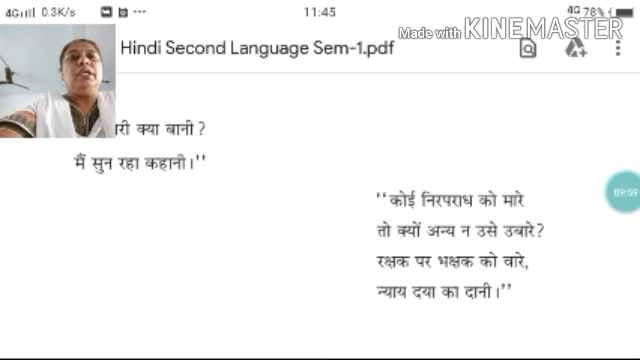 4G 0.3K/s
11:45
4G 78%
Made with KINEMASTER
Hindi Second Language Sem-1.pdf
क्या बानी?
मैं सुन रहा कहानी।''
''कोई निरपराध को मारे
तो क्यों अन्य न उसे उबारे?
रक्षक पर भक्षक को वारे,
न्याय दया का दानी।''
09:59